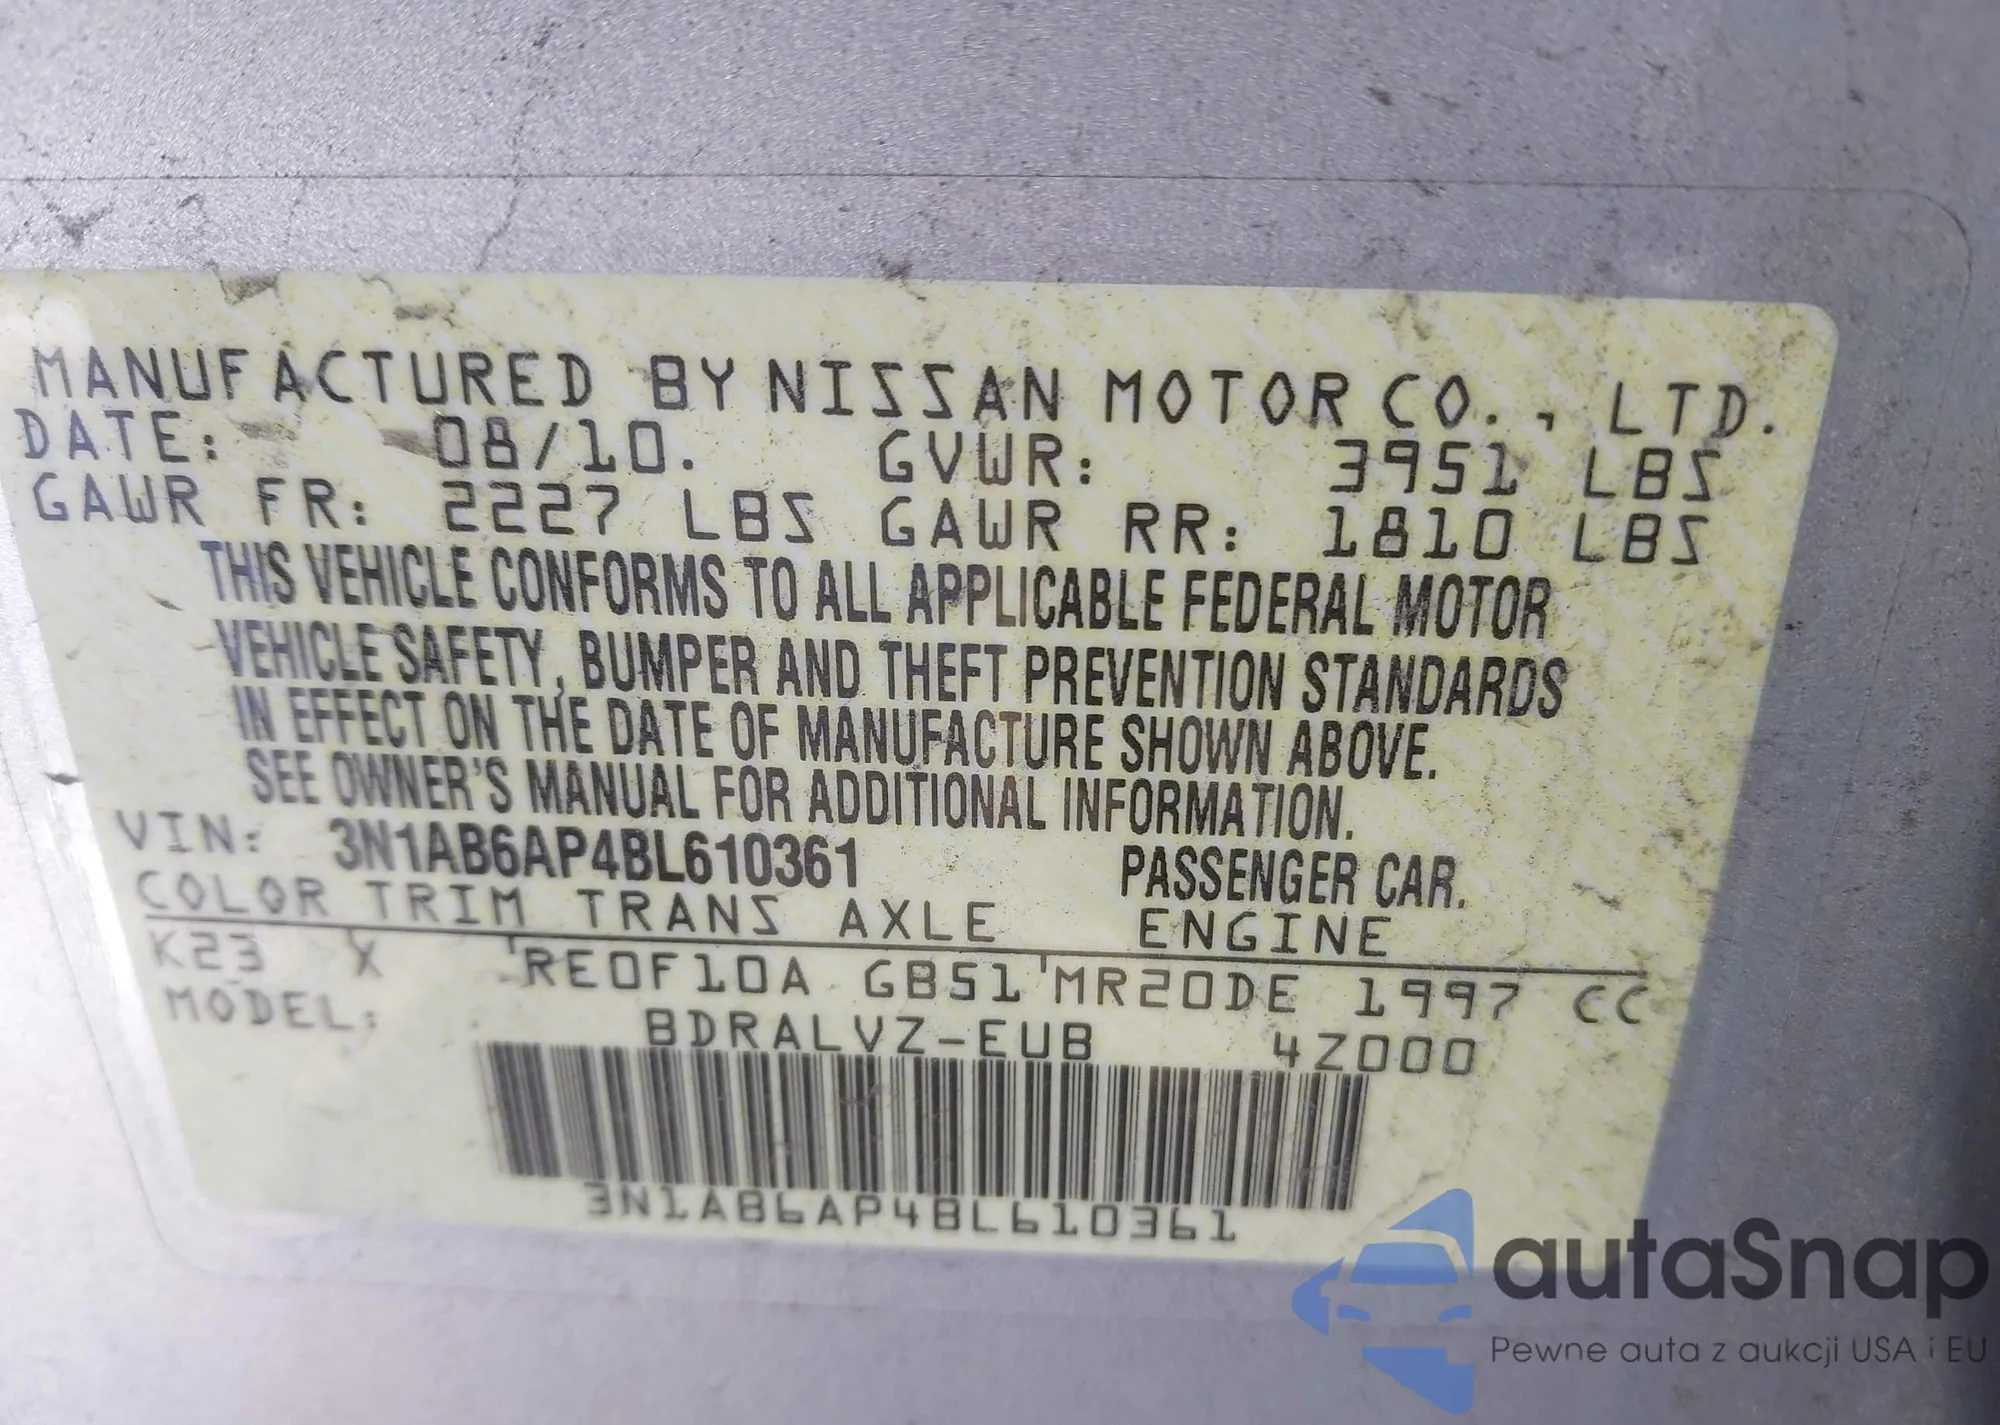 MANUFACTURED BY NISSAN MOTOR CO., LTD.
DATE: 08/10. GVWR: 3951 LBS
GAWR FR: 2227 LBS GAWR RR: 1810 LBS
THIS VEHICLE CONFORMS TO ALL APPLICABLE FEDERAL MOTOR
VEHICLE SAFETY, BUMPER AND THEFT PREVENTION STANDARDS
IN EFFECT ON THE DATE OF MANUFACTURE SHOWN ABOVE.
SEE OWNER'S MANUAL FOR ADDITIONAL INFORMATION.
VIN: 3N1AB6AP4BL610361 PASSENGER CAR.
COLOR TRIM TRANS AXLE ENGINE
K23 X 'RE0F10A GB51'MR20DE 1997 CC
MODEL: BDRALVZ-EUB 4Z000
3N1AB6AP4BL610361
autaSnap
Pewne auta z aukcji USA i EU